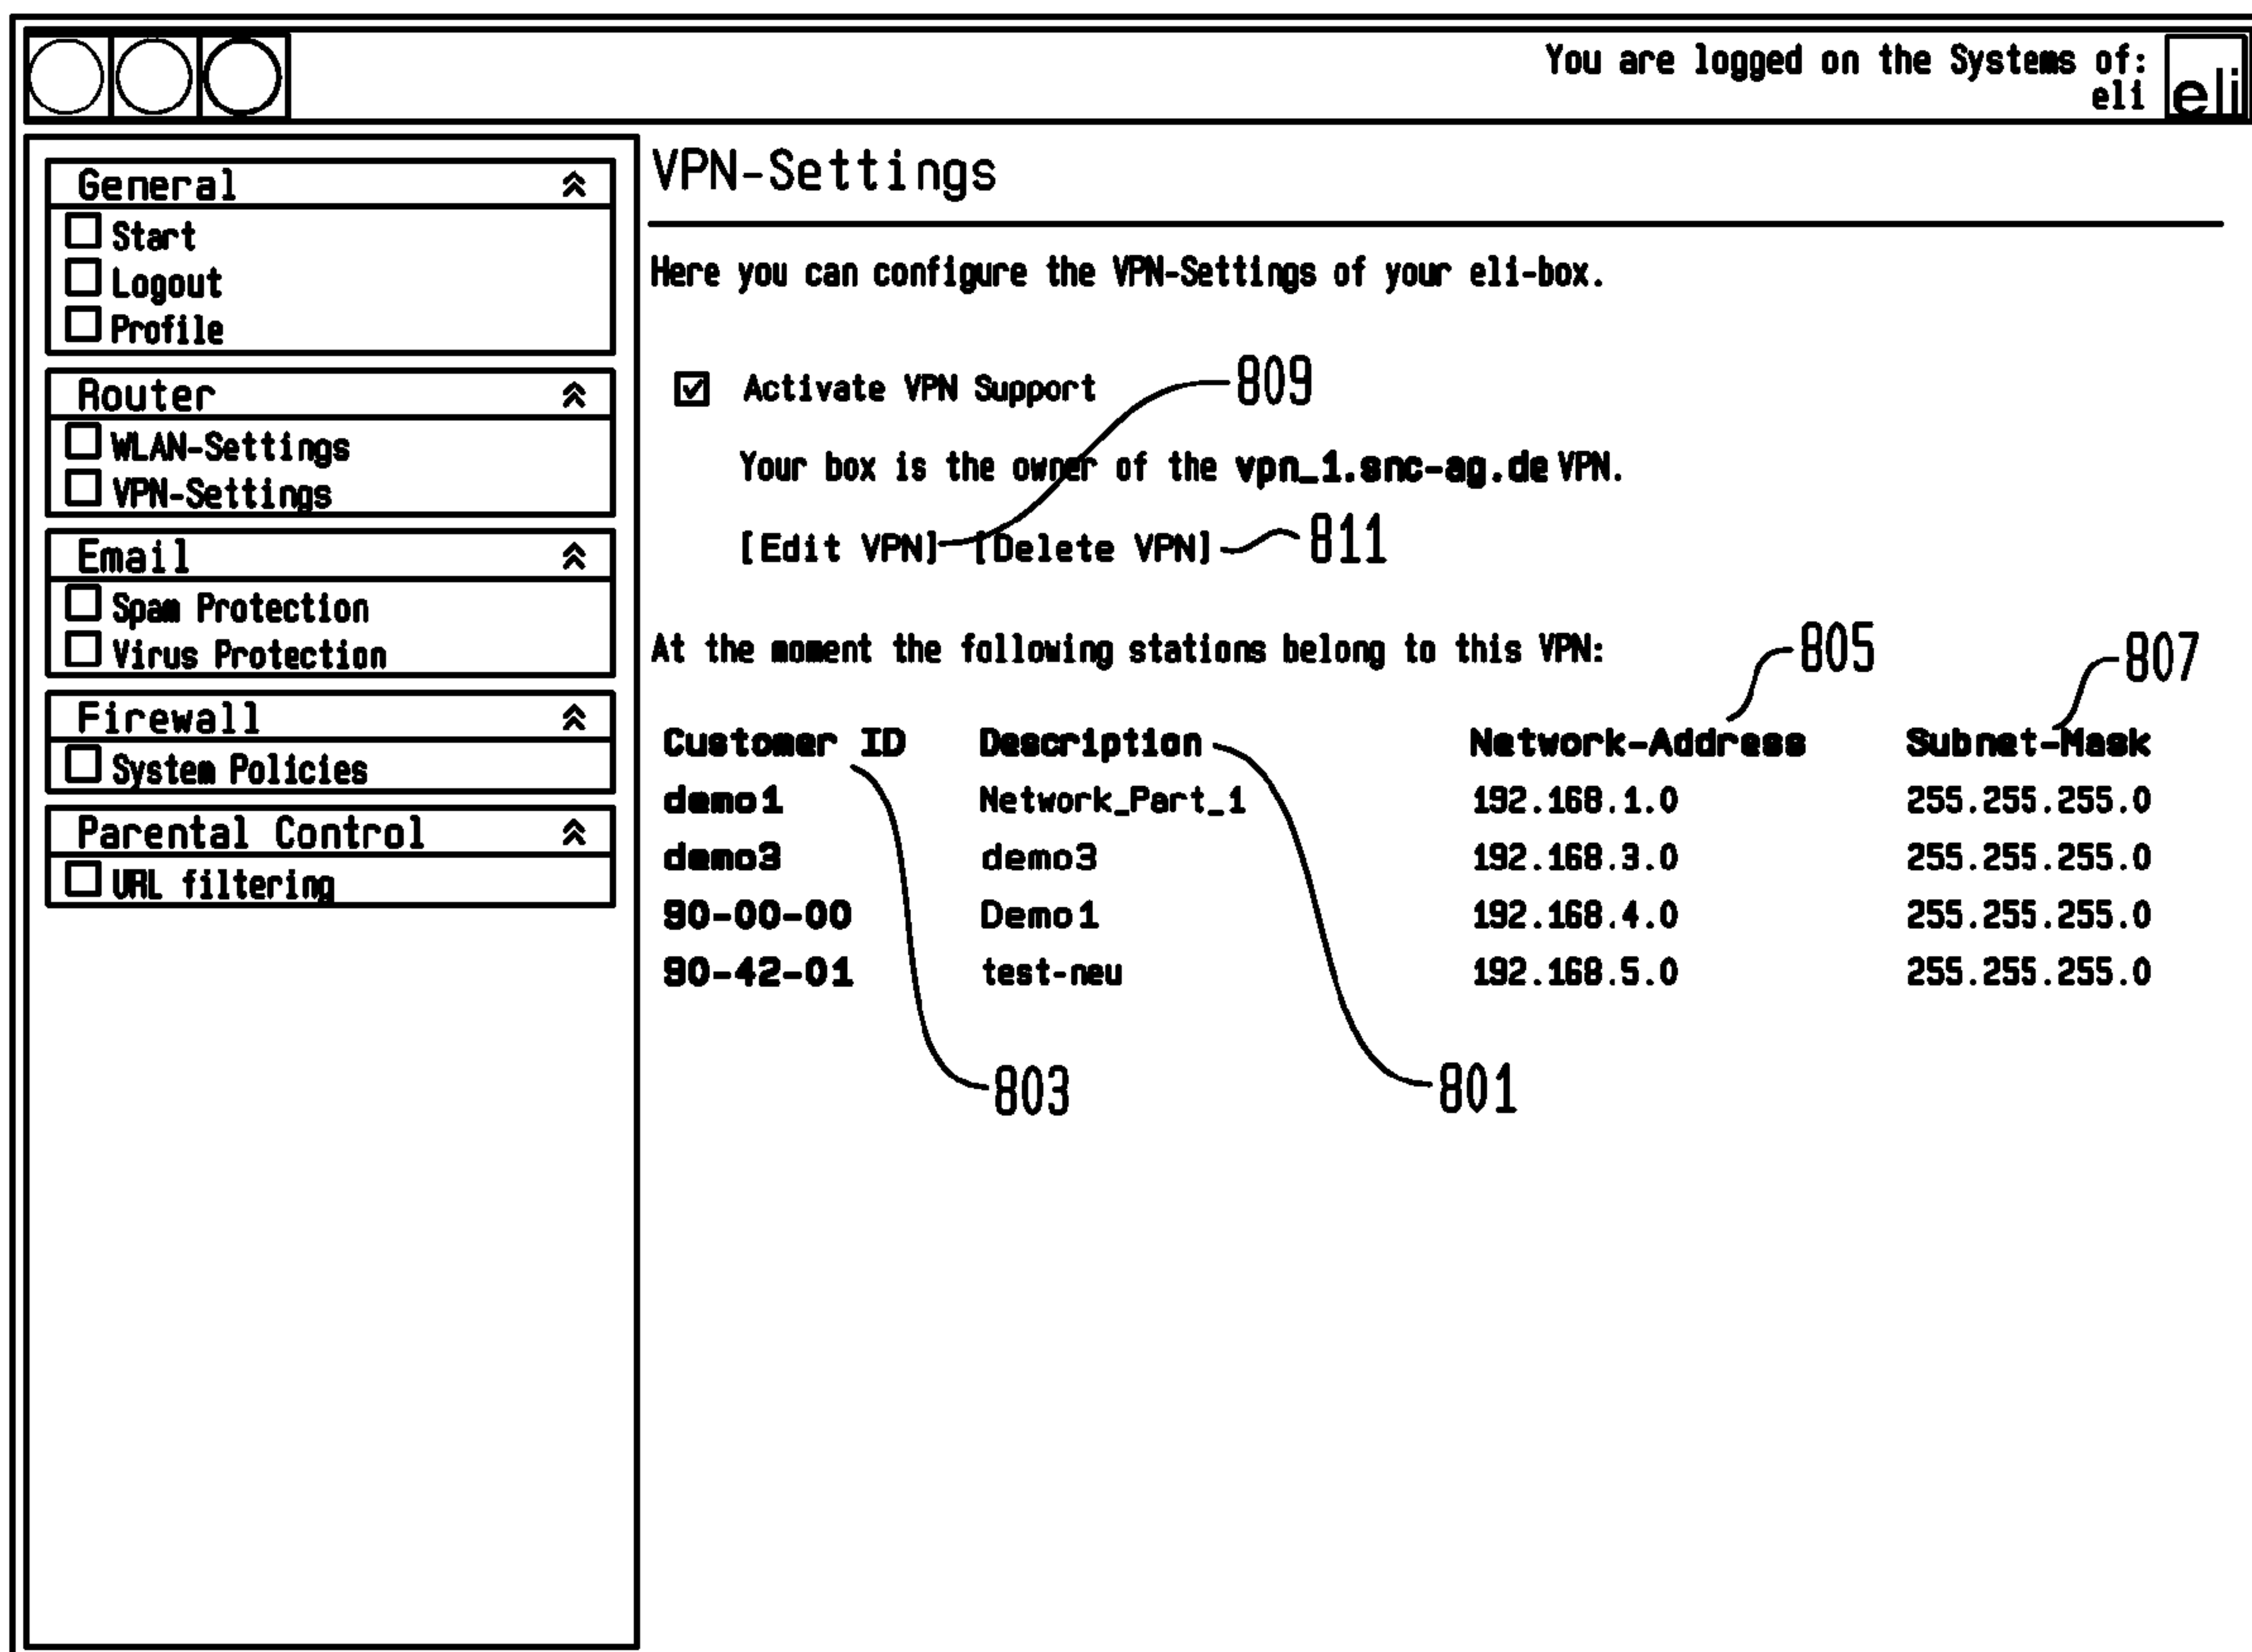 You are logged on the Systems of:
eli
eli
General
Start
Logout
Profile
Router
WLAN-Settings
VPN-Settings
Email
Spam Protection
Virus Protection
Firewall
System Policies
Parental Control
URL filtering
VPN-Settings
Here you can configure the VPN-Settings of your eli-box.
Activate VPN Support 809
Your box is the owner of the vpn_1.snc-ag.de VPN.
[Edit VPN] [Delete VPN] 811
At the moment the following stations belong to this VPN: 805 807
Customer ID Description Network-Address Subnet-Mask
demo1 Network_Part_1 192.168.1.0 255.255.255.0
demo3 demo3 192.168.3.0 255.255.255.0
90-00-00 Demo1 192.168.4.0 255.255.255.0
90-42-01 test-neu 192.168.5.0 255.255.255.0
803 801